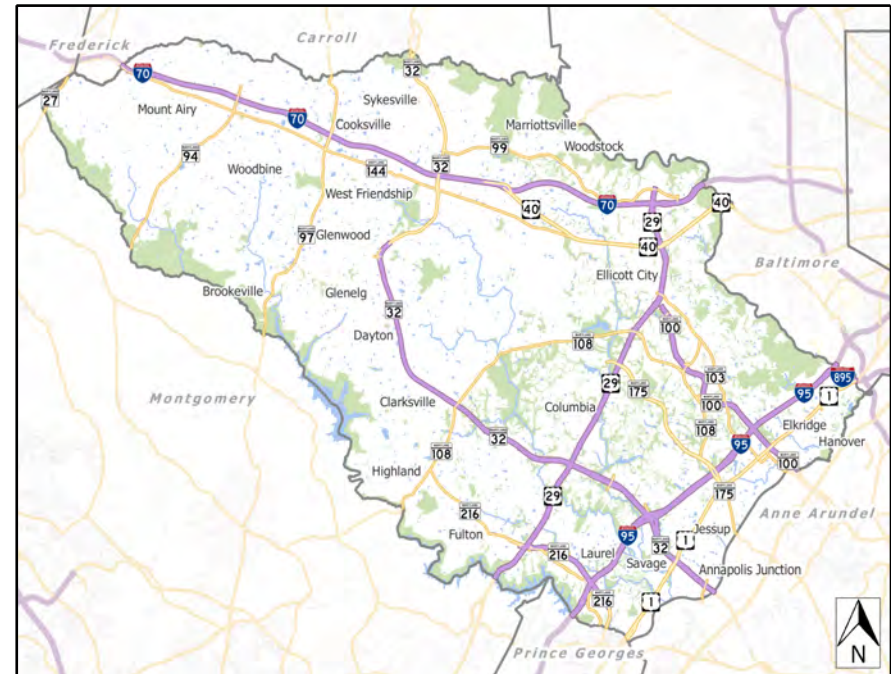 Carroll
Frederick
32
70
27
Mount Airy
Sykesville
70
Cooksville
Marriottsville
99
Woodstock
94
32
144
Woodbine
West Friendship
40
70
40
29
97
Glenwood
40
Baltimore
Ellicott City
Brookeville
Glenelg
32
100
Dayton
108
103
895
95
29
175
1
Montgomery
Clarksville
Columbia
100
Elkridge
108
32
108
95
Hanover
100
Highland
29
175
216
Anne Arundel
Fulton
95
Jessup
1
216
Laurel
32
Savage
Annapolis Junction
216
1
Prince Georges
N